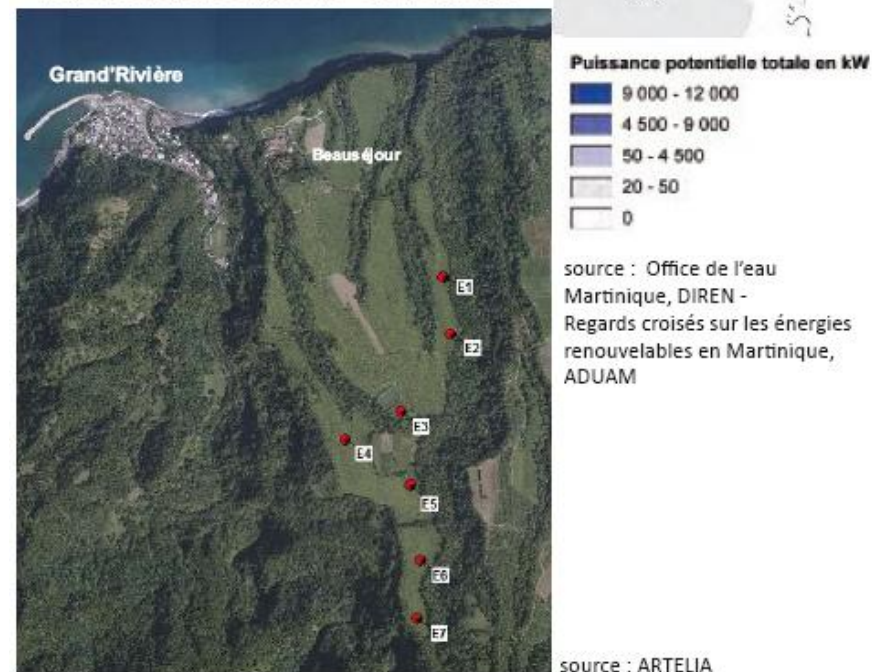 Grand'Rivière
Beauséjour
E1
E2
E3
E4
E5
E6
E7
Puissance potentielle totale en kW
9 000 - 12 000
4 500 - 9 000
50 - 4 500
20 - 50
0
source : Office de l'eau
Martinique, DIREN -
Regards croisés sur les énergies
renouvelables en Martinique,
ADUAM
source : ARTELIA